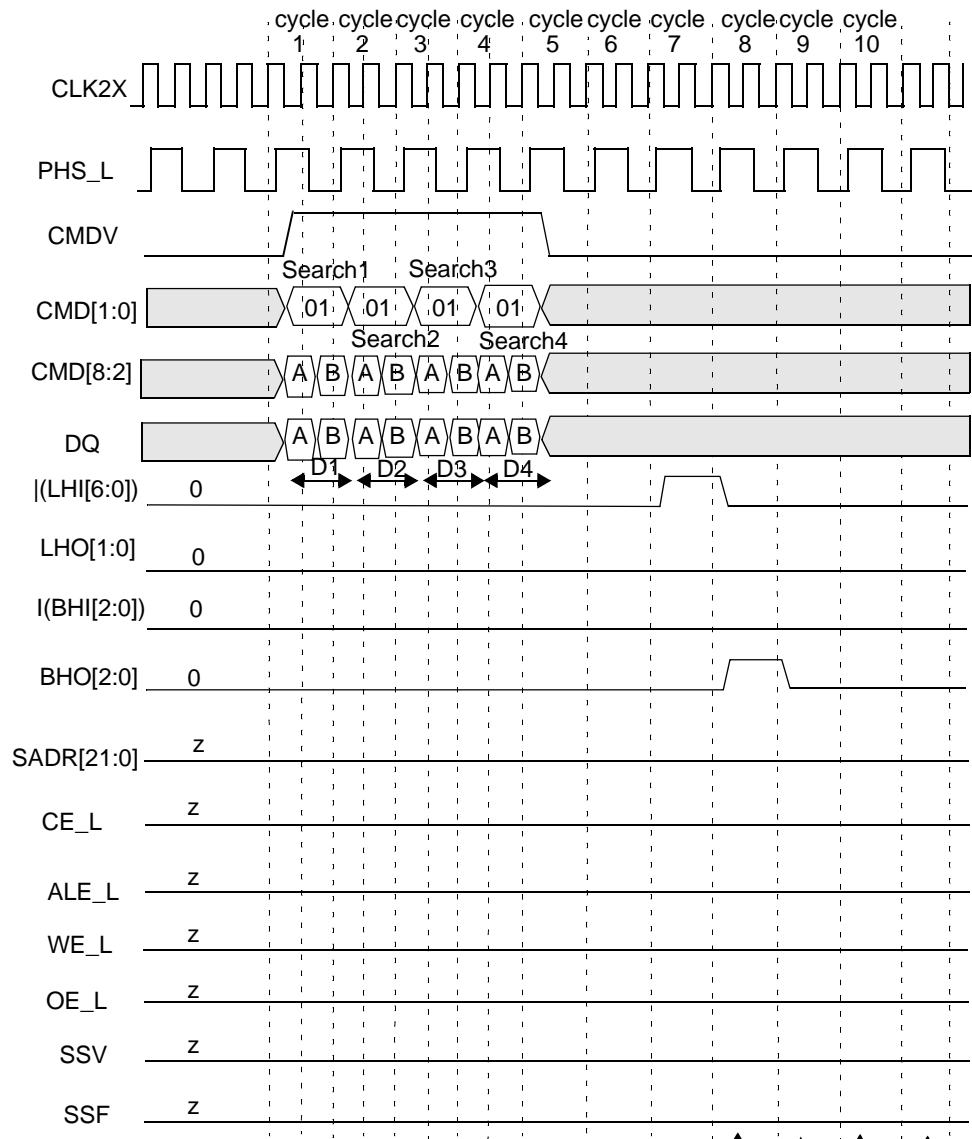 cycle cycle cycle cycle cycle cycle cycle cycle cycle cycle
1 2 3 4 5 6 7 8 9 10
CLK2X
PHS_L
CMDV
Search1 Search3
CMD[1:0] 01 01 01 01
Search2 Search4
CMD[8:2] A B A B A B A B
DQ A B A B A B A B
D1 D2 D3 D4
|(LHI[6:0]) 0
LHO[1:0] 0
I(BHI[2:0]) 0
BHO[2:0] 0
SADR[21:0] z
CE_L z
ALE_L z
WE_L z
OE_L z
SSV z
SSF z